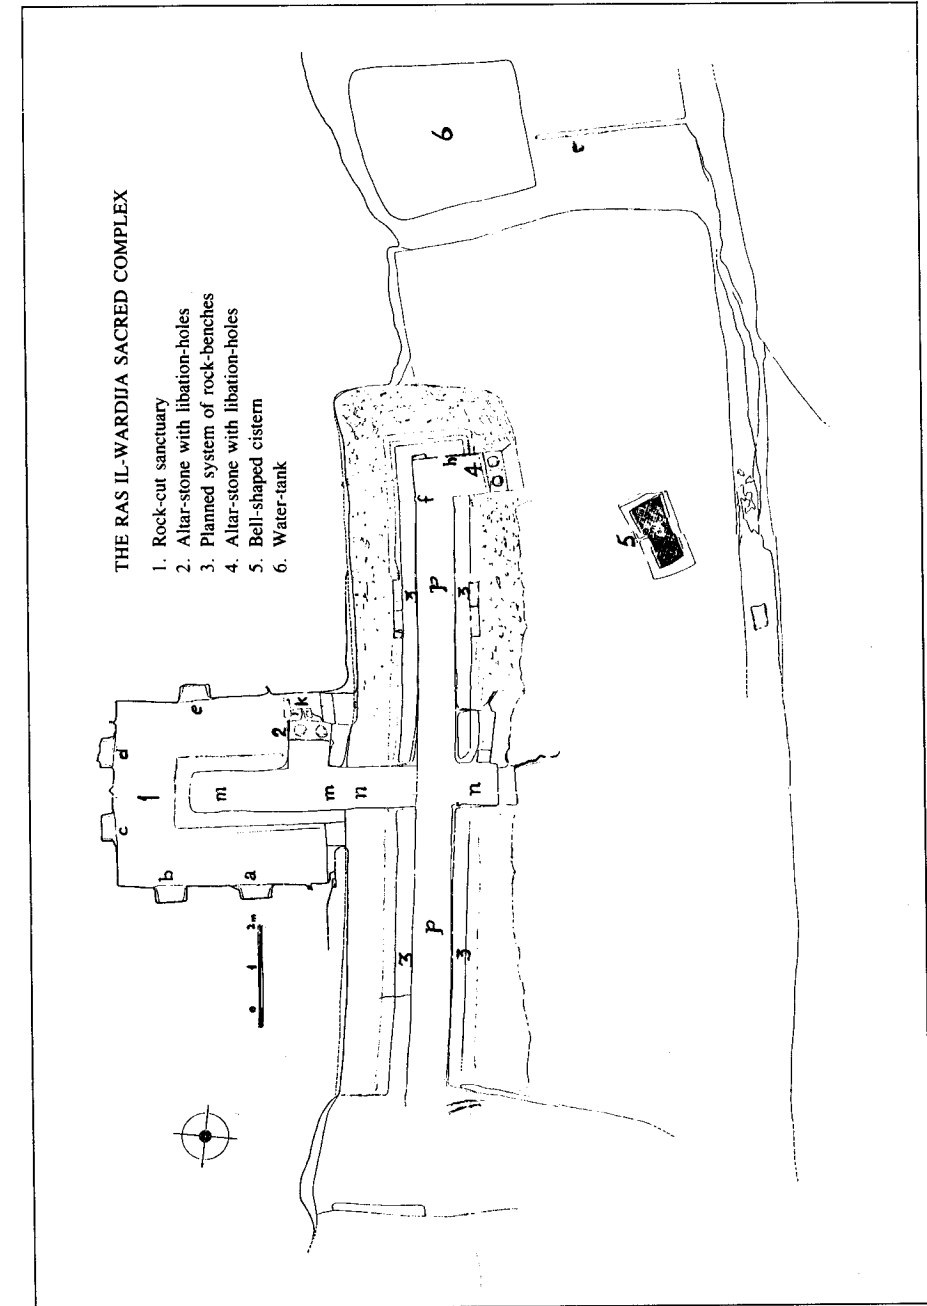 THE RAS IL-WARDIJA SACRED COMPLEX
1. Rock-cut sanctuary
2. Altar-stone with libation-holes
3. Planned system of rock-benches
4. Altar-stone with libation-holes
5. Bell-shaped cistern
6. Water-tank
c
d
1
b
e
m
a
0 1 2m
2
k
m
n
3
3
f
p
p
6
h
3
3
4
n
5